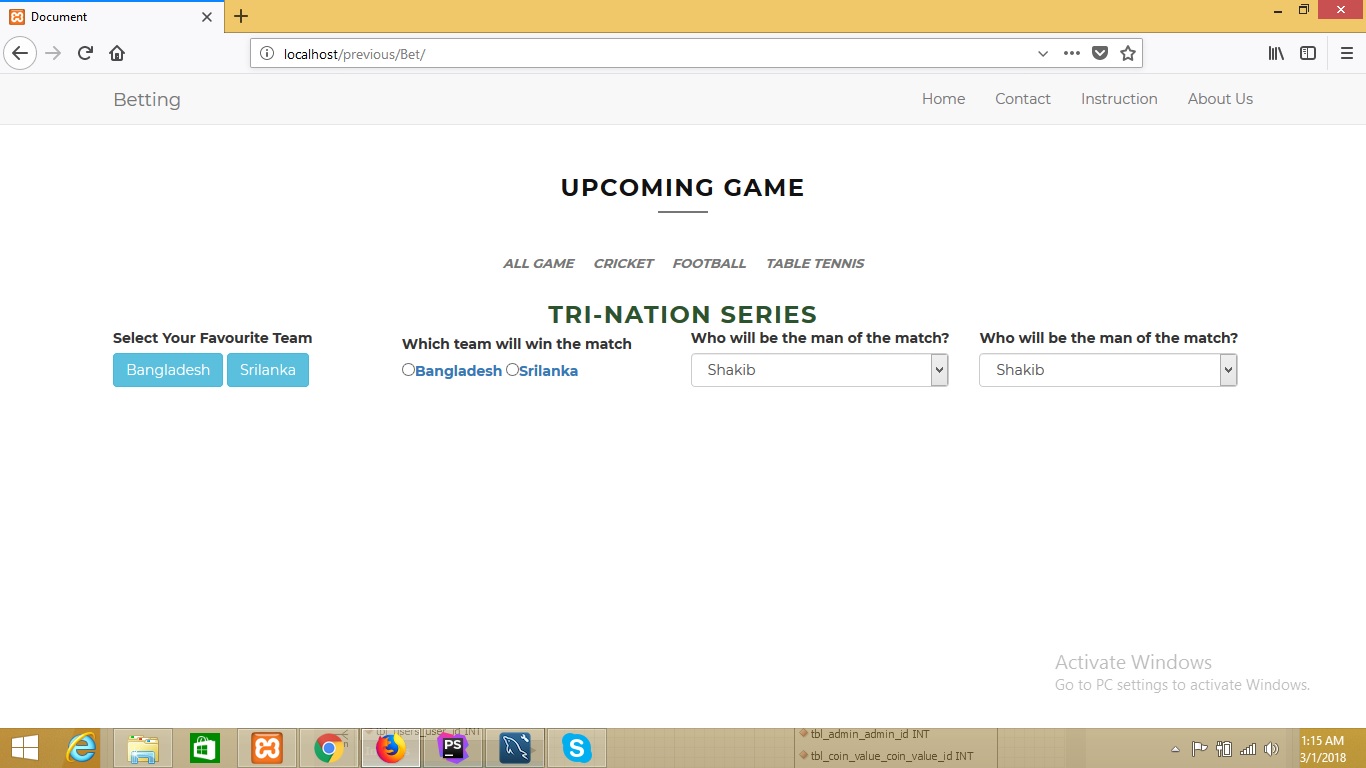 Document
localhost/previous/Bet/
Betting
Home Contact Instruction About Us
UPCOMING GAME
ALL GAME CRICKET FOOTBALL TABLE TENNIS
TRI-NATION SERIES
Select Your Favourite Team
Bangladesh Srilanka
Which team will win the match
Bangladesh Srilanka
Who will be the man of the match?
Shakib
Who will be the man of the match?
Shakib
Activate Windows
Go to PC settings to activate Windows.
tbl_users_user_id INT
tbl_admin_admin_id INT
tbl_coin_value_coin_value_id INT
PS
1:15 AM
3/1/2018